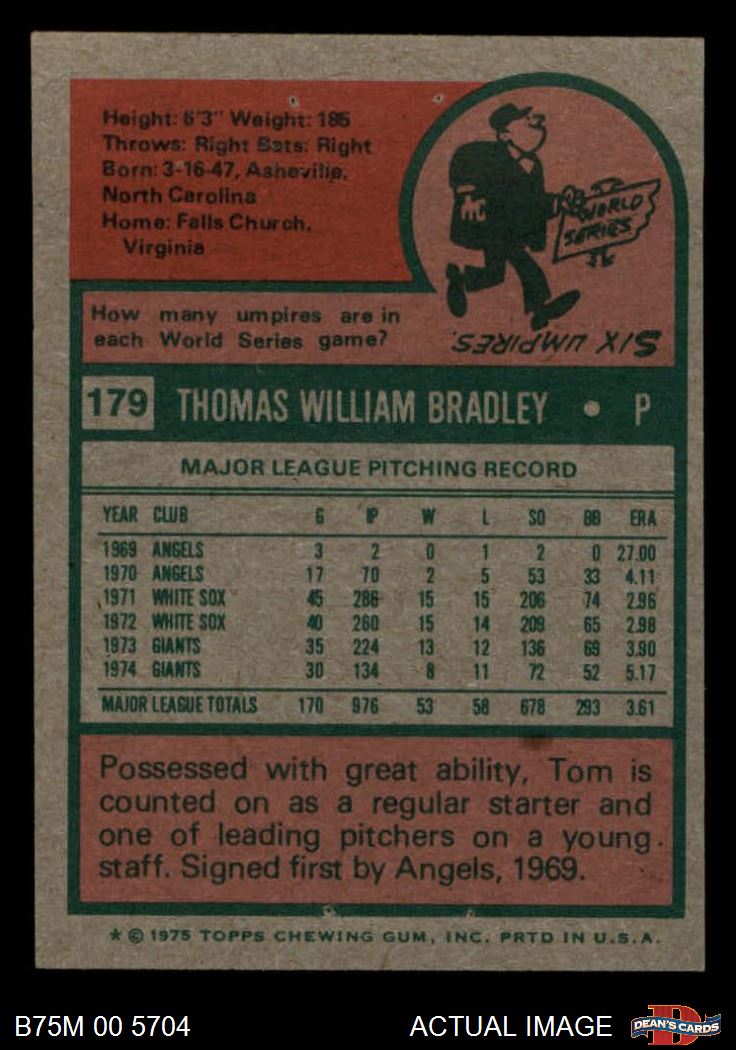 Height: 6'3" Weight: 185
Throws: Right Bats: Right
Born: 3-16-47, Asheville,
North Carolina
Home: Falls Church,
Virginia
WORLD
SERIES
How many umpires are in
each World Series game?
SIX UMPIRES.
179 THOMAS WILLIAM BRADLEY • P
MAJOR LEAGUE PITCHING RECORD
YEAR CLUB G IP W L SO BB ERA
1969 ANGELS 3 2 0 1 2 0 27.00
1970 ANGELS 17 70 2 5 53 33 4.11
1971 WHITE SOX 45 286 15 15 206 74 2.96
1972 WHITE SOX 40 260 15 14 209 65 2.98
1973 GIANTS 35 224 13 12 136 69 3.90
1974 GIANTS 30 134 8 11 72 52 5.17
MAJOR LEAGUE TOTALS 170 976 53 58 678 293 3.61
Possessed with great ability, Tom is
counted on as a regular starter and
one of leading pitchers on a young
staff. Signed first by Angels, 1969.
* © 1975 TOPPS CHEWING GUM, INC. PRTD IN U.S.A.
B75M 00 5704 ACTUAL IMAGE
DEAN'S CARDS